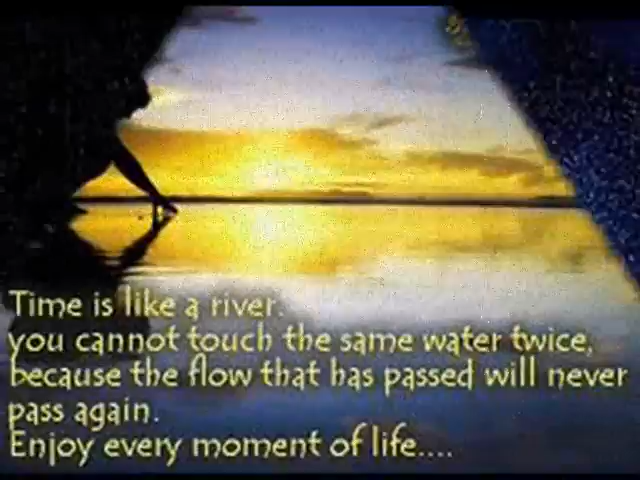 Time is like a river.
you cannot touch the same water twice,
because the flow that has passed will never
pass again.
Enjoy every moment of life....